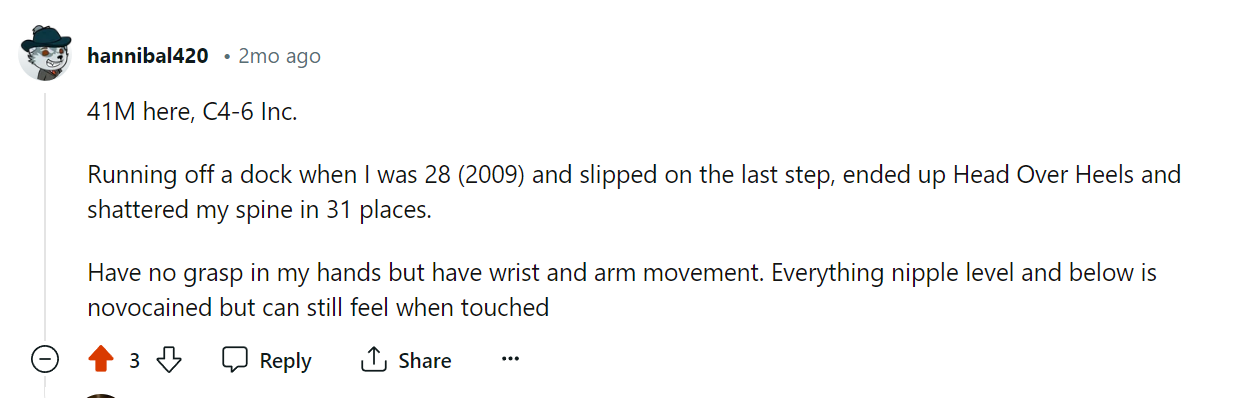 hannibal420 • 2mo ago
41M here, C4-6 Inc.
Running off a dock when I was 28 (2009) and slipped on the last step, ended up Head Over Heels and
shattered my spine in 31 places.
Have no grasp in my hands but have wrist and arm movement. Everything nipple level and below is
novocained but can still feel when touched
3 Reply Share ...